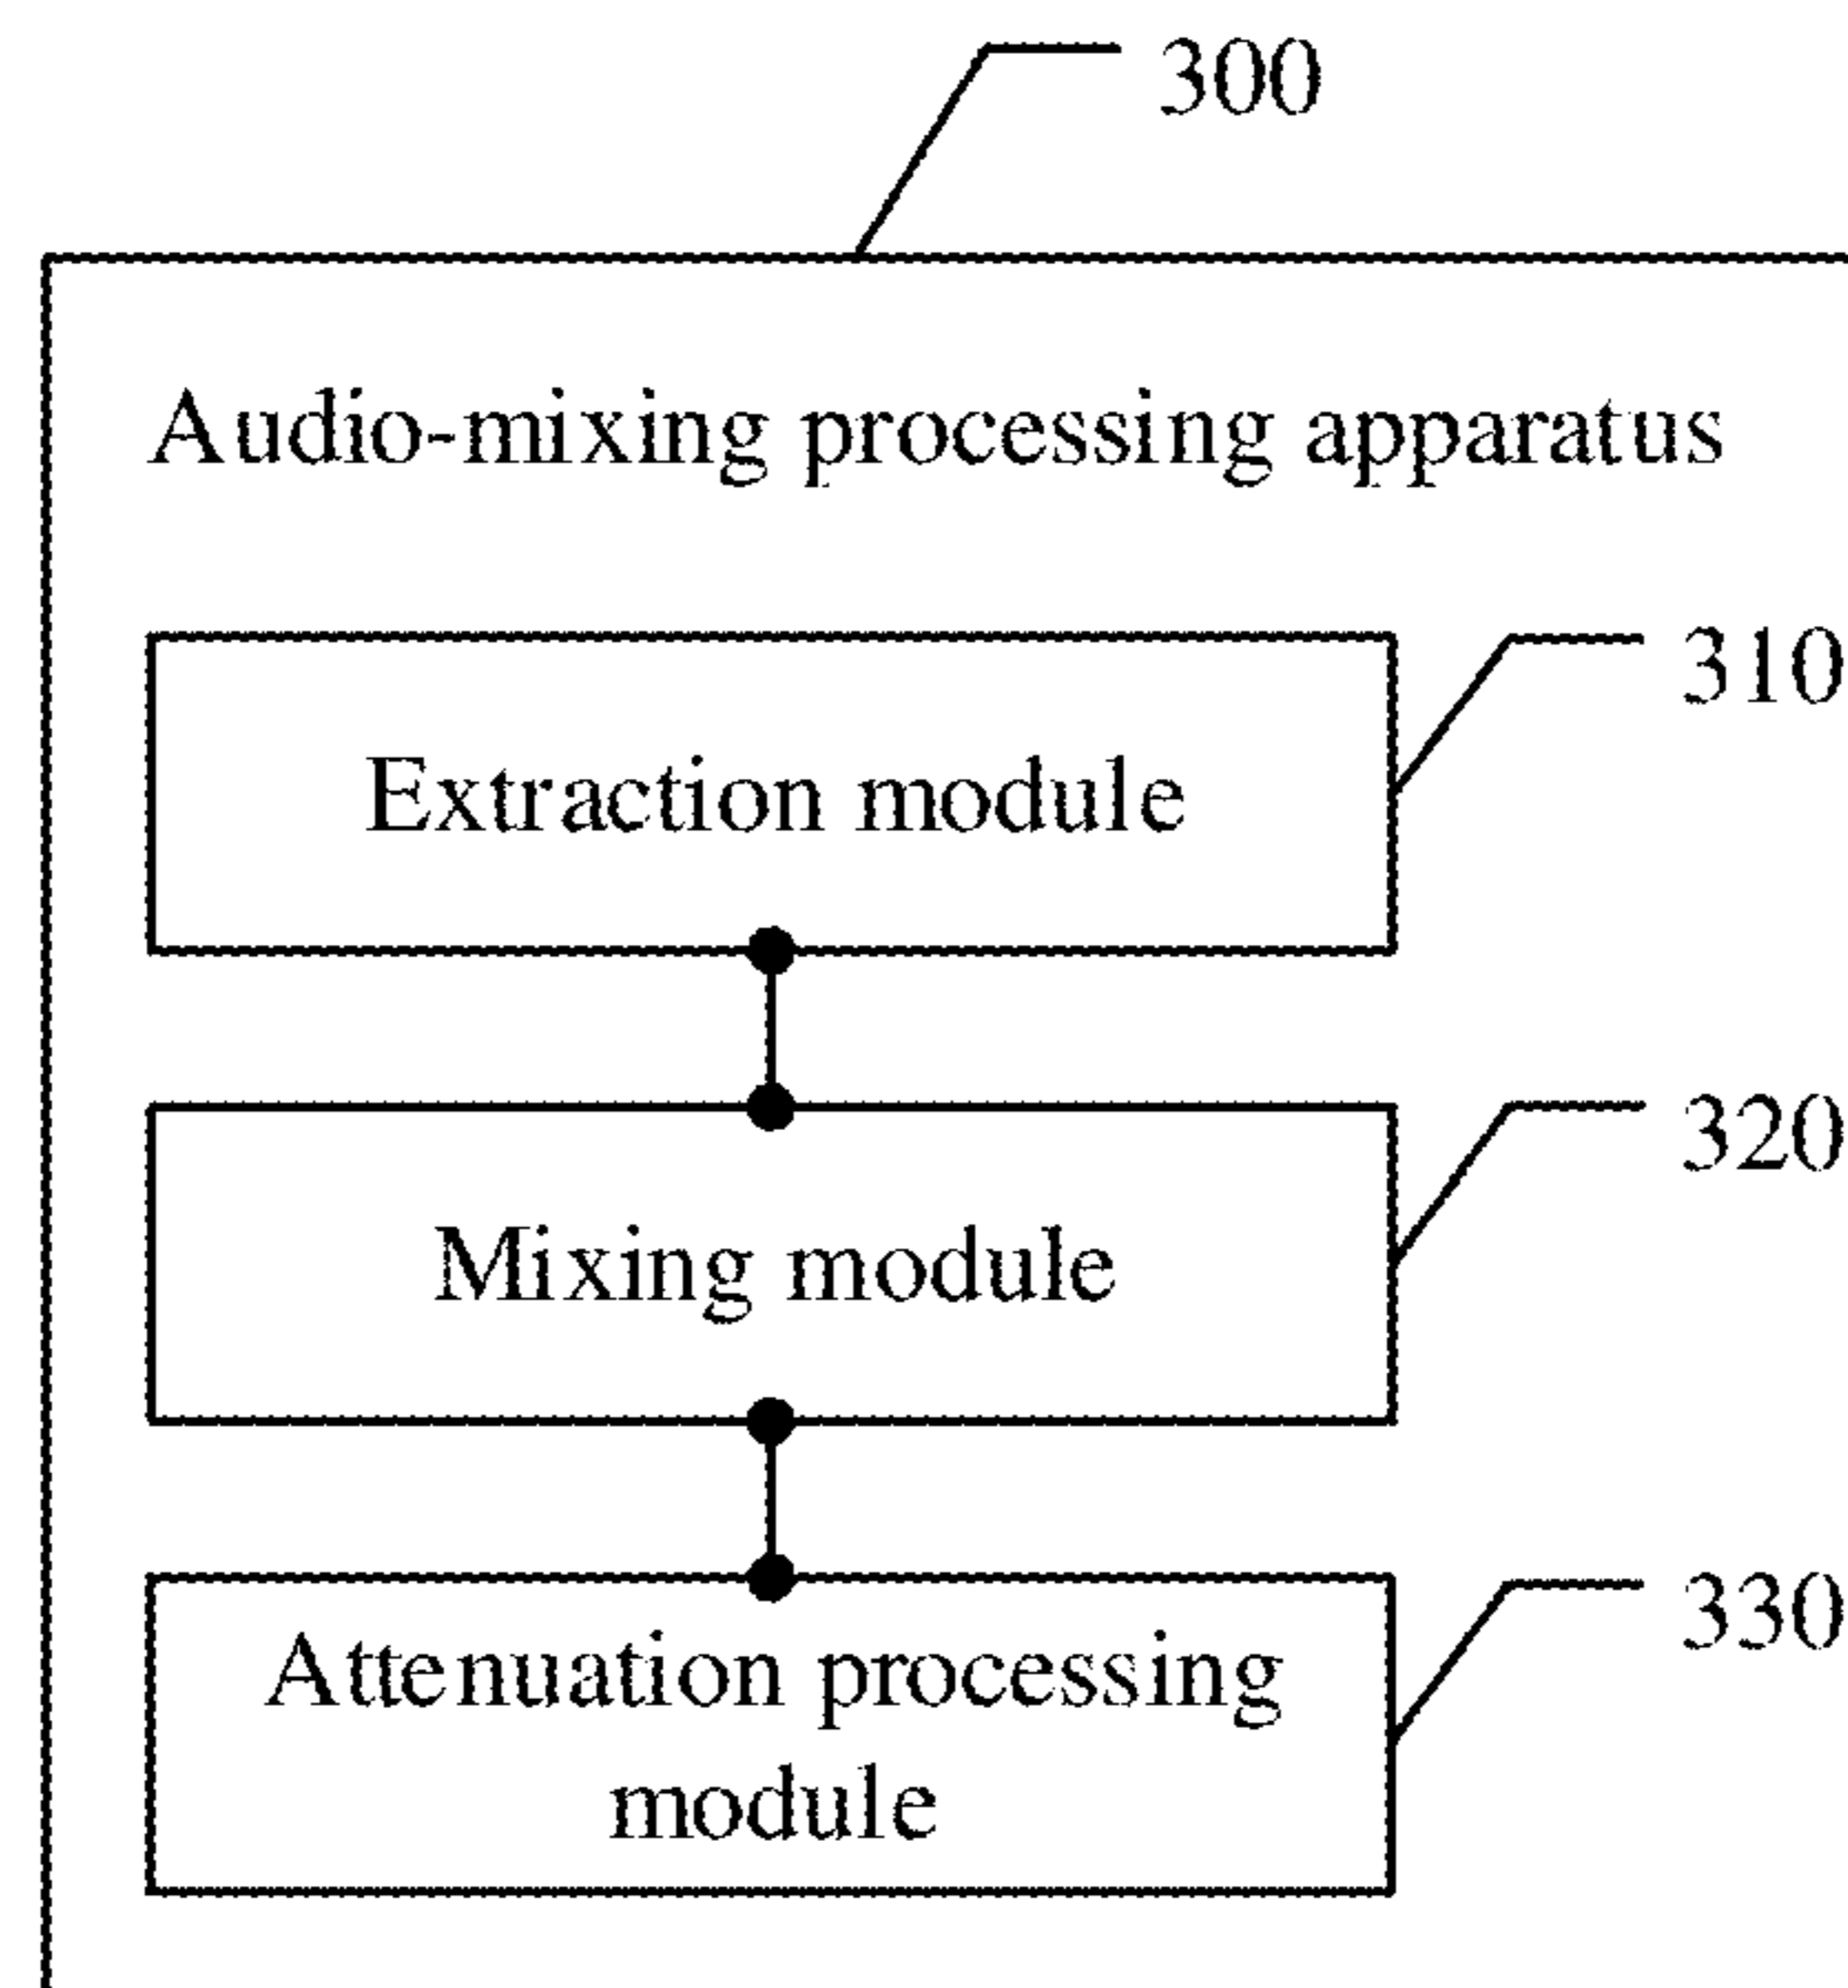 300
Audio-mixing processing apparatus
310
Extraction module
320
Mixing module
330
Attenuation processing
module